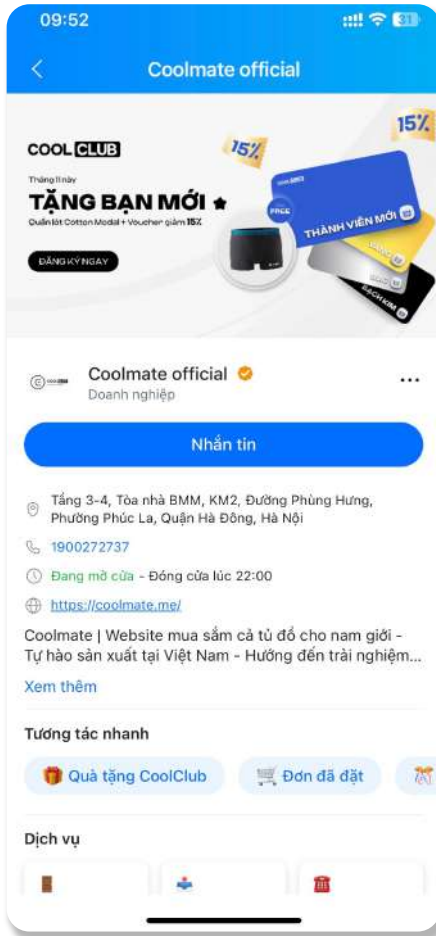 09:52
31
Coolmate official
COOL CLUB
15%
15%
Tháng 11 này
TẶNG BẠN MỚI
Quần lót Cotton Modal + Voucher giảm 15%
FREE
THÀNH VIÊN MỚI
VÀNG
BẠC
BẠCH KIM
ĐĂNG KÝ NGAY
Coolmate official
Doanh nghiệp
Nhắn tin
Tầng 3-4, Tòa nhà BMM, KM2, Đường Phùng Hưng,
Phường Phúc La, Quận Hà Đông, Hà Nội
1900272737
Đang mở cửa - Đóng cửa lúc 22:00
https://coolmate.me/
Coolmate | Website mua sắm cả tủ đồ cho nam giới -
Tự hào sản xuất tại Việt Nam - Hướng đến trải nghiệm...
Xem thêm
Tương tác nhanh
Quà tặng CoolClub
Đơn đã đặt
Dịch vụ